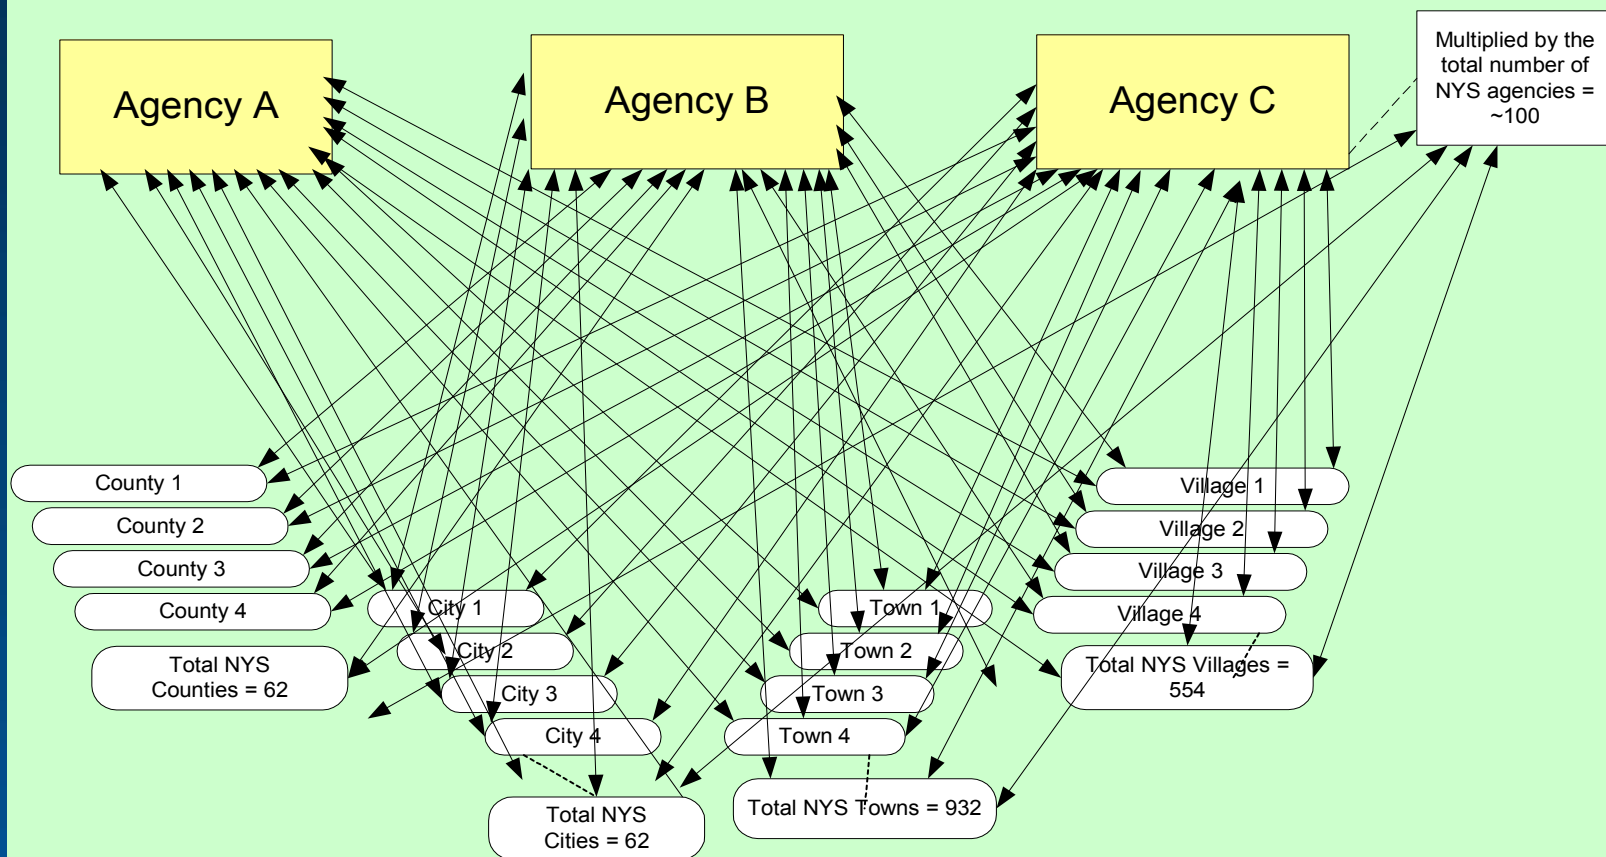 Agency A
Agency B
Agency C
Multiplied by the
total number of
NYS agencies =
~100
County 1
County 2
County 3
County 4
Total NYS
Counties = 62
City 1
City 2
City 3
City 4
Total NYS
Cities = 62
Town 1
Town 2
Town 3
Town 4
Total NYS Towns = 932
Village 1
Village 2
Village 3
Village 4
Total NYS Villages =
554